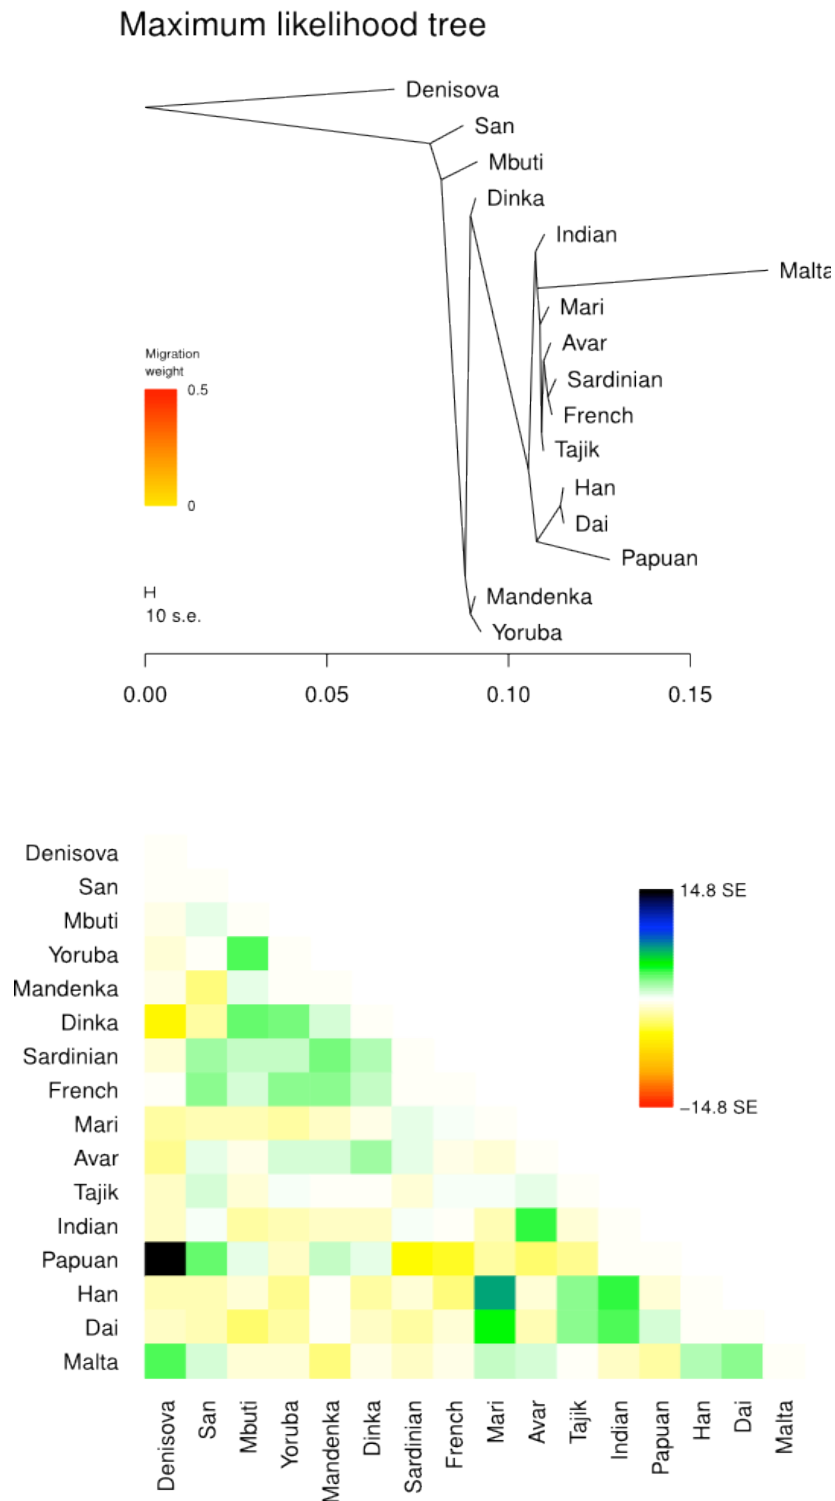 Maximum likelihood tree
Denisova
San
Mbuti
Dinka
Indian
Malta
Mari
Avar
Sardinian
French
Tajik
Han
Dai
Papuan
Mandenka
Yoruba
Migration
weight
0.5
0
H
10 s.e.
0.00 0.05 0.10 0.15
Denisova
San
Mbuti
Yoruba
Mandenka
Dinka
Sardinian
French
Mari
Avar
Tajik
Indian
Papuan
Han
Dai
Malta
14.8 SE
−14.8 SE
Denisova
San
Mbuti
Yoruba
Mandenka
Dinka
Sardinian
French
Mari
Avar
Tajik
Indian
Papuan
Han
Dai
Malta